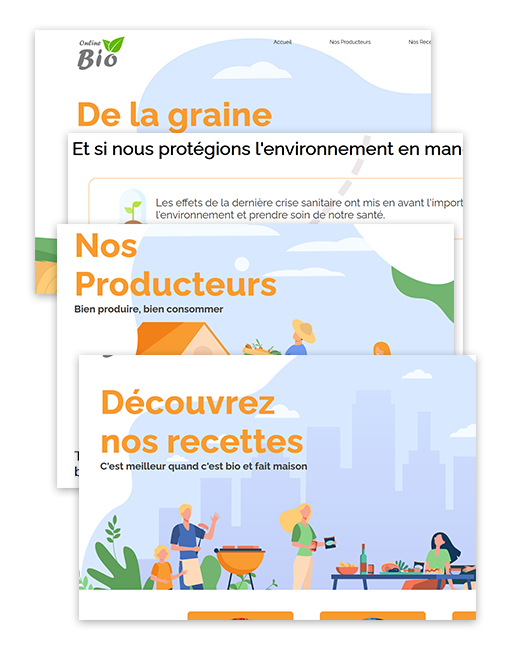 Online
Bio
Accueil
Nos Producteurs
Nos Rece
De la graine
Et si nous protégions l'environnement en man
Les effets de la dernière crise sanitaire ont mis en avant l'import
l'environnement et prendre soin de notre santé.
Nos
Producteurs
Bien produire, bien consommer
Découvrez
nos recettes
C'est meilleur quand c'est bio et fait maison